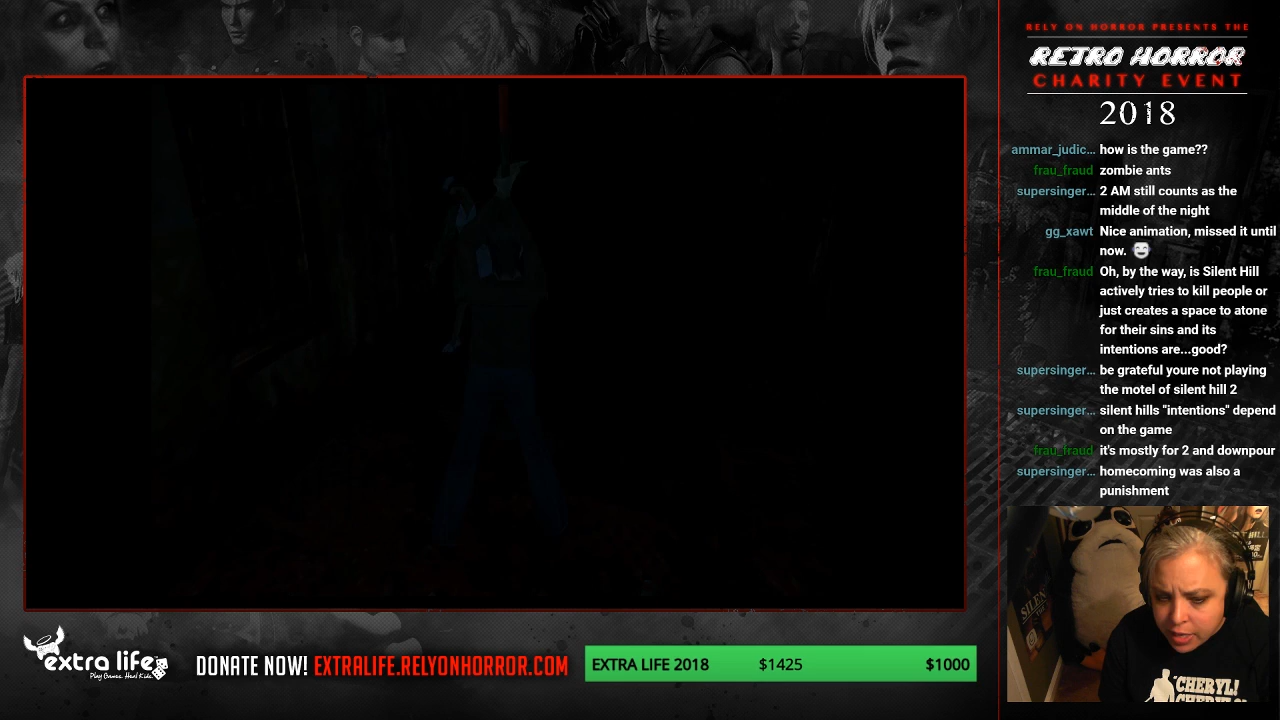 RELY ON HORROR PRESENTS THE
RETRO HORROR
CHARITY EVENT
2018
ammar_judic... how is the game??
frau_fraud zombie ants
supersinger... 2 AM still counts as the
middle of the night
gg_xawt Nice animation, missed it until
now.
frau_fraud Oh, by the way, is Silent Hill
actively tries to kill people or
just creates a space to atone
for their sins and its
intentions are...good?
supersinger... be grateful youre not playing
the motel of silent hill 2
supersinger... silent hills "intentions" depend
on the game
frau_fraud it's mostly for 2 and downpour
supersinger... homecoming was also a
punishment
SILEN
CHERYL!
extra life
Play Games. Heal Kids.
DONATE NOW! EXTRALIFE.RELYONHORROR.COM
EXTRA LIFE 2018 $1425 $1000